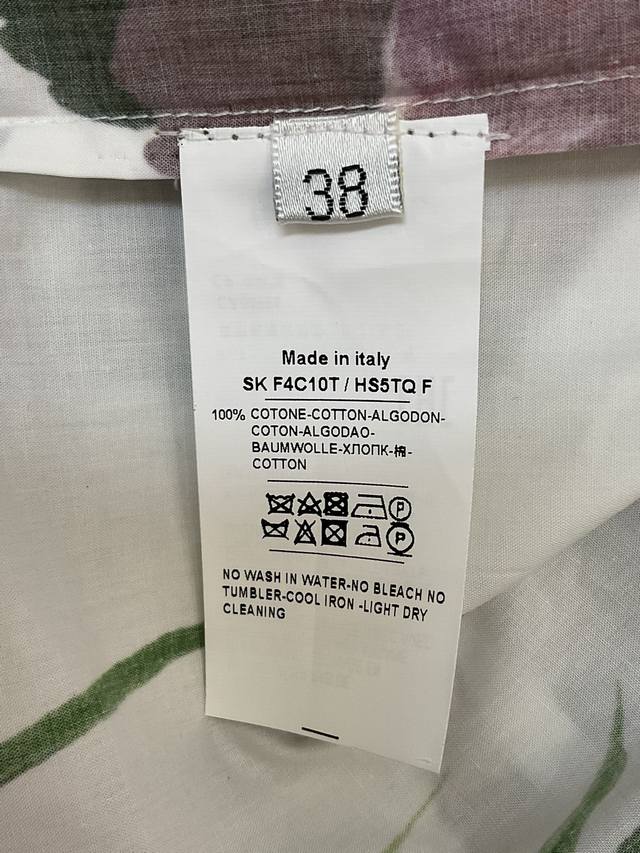 38
Made in italy
SK F4C10T / HS5TQ F
100% COTONE-COTTON-ALGODON-
COTON-ALGODAO-
BAUMWOLLE-ХЛОПК-棉-
COTTON
NO WASH IN WATER-NO BLEACH NO
TUMBLER-COOL IRON -LIGHT DRY
CLEANING